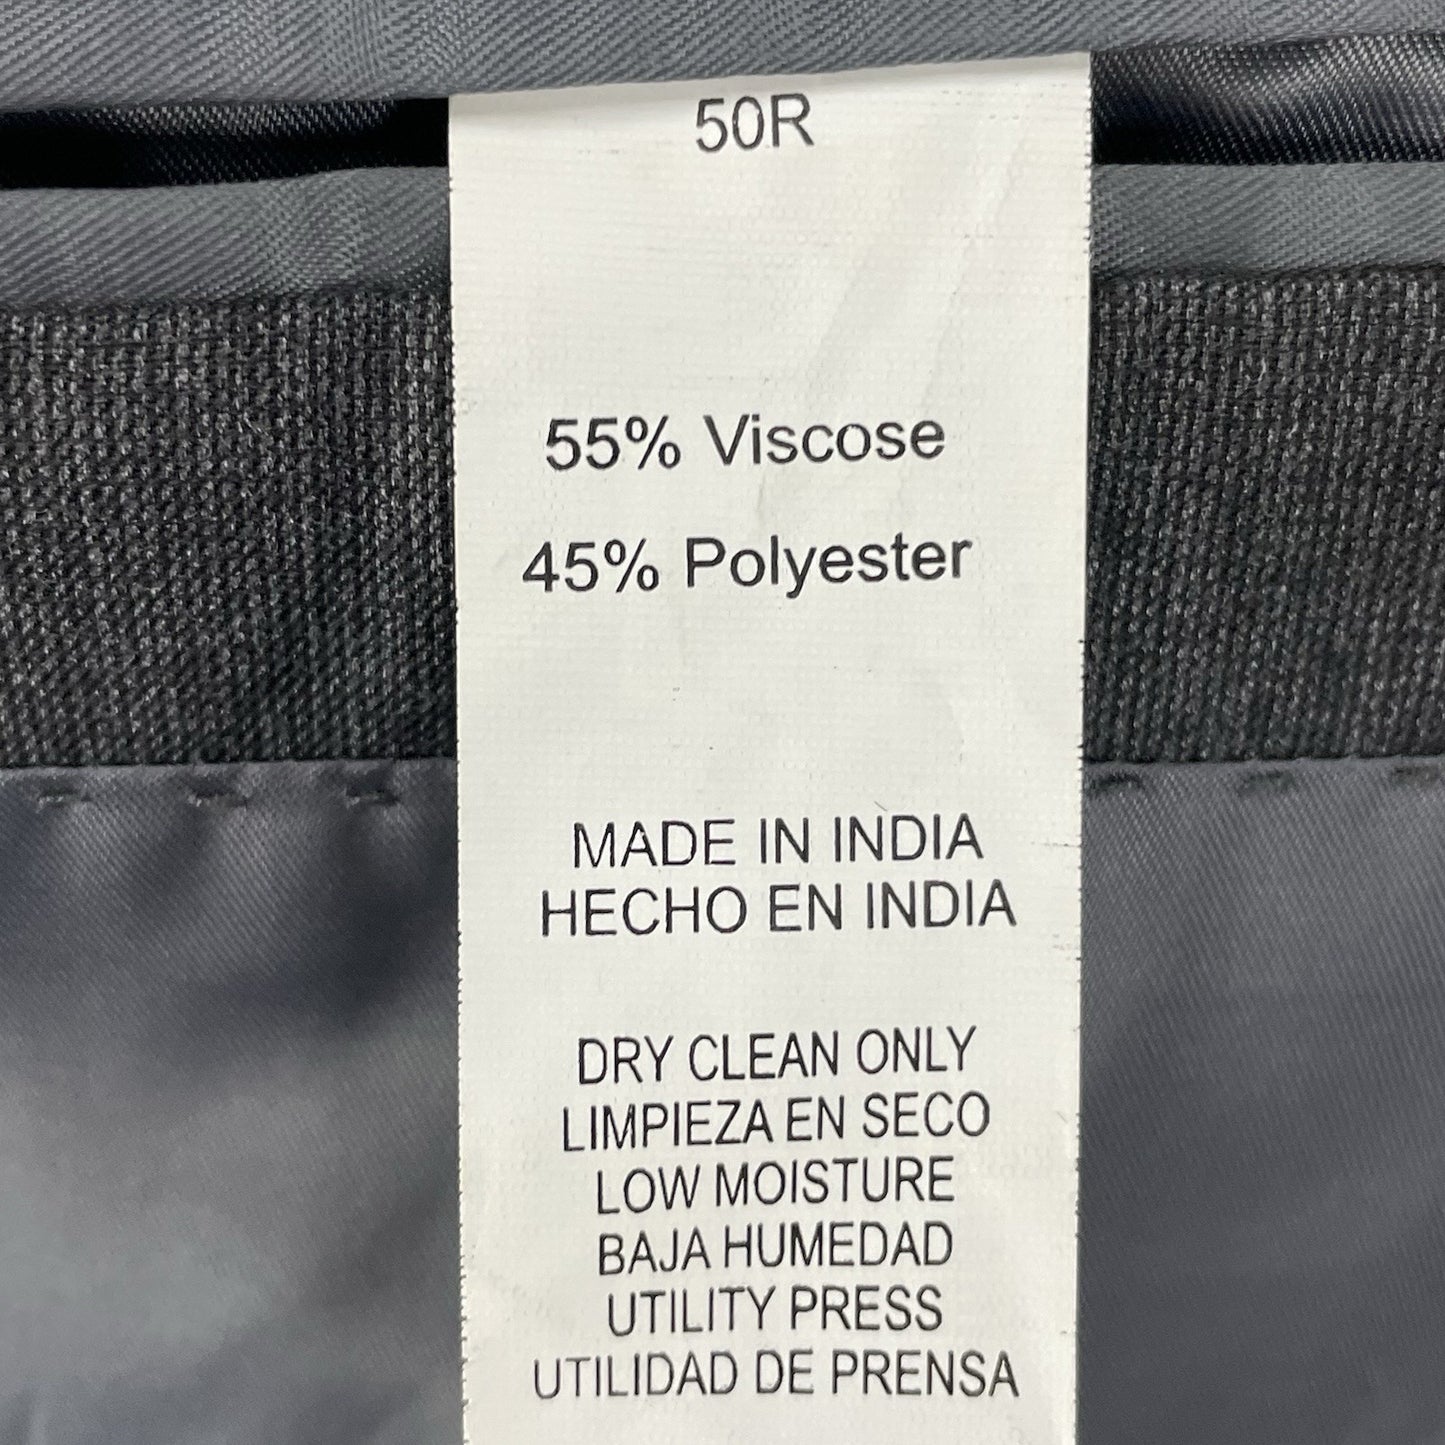 50R
55% Viscose
45% Polyester
MADE IN INDIA
HECHO EN INDIA
DRY CLEAN ONLY
LIMPIEZA EN SECO
LOW MOISTURE
BAJA HUMEDAD
UTILITY PRESS
UTILIDAD DE PRENSA